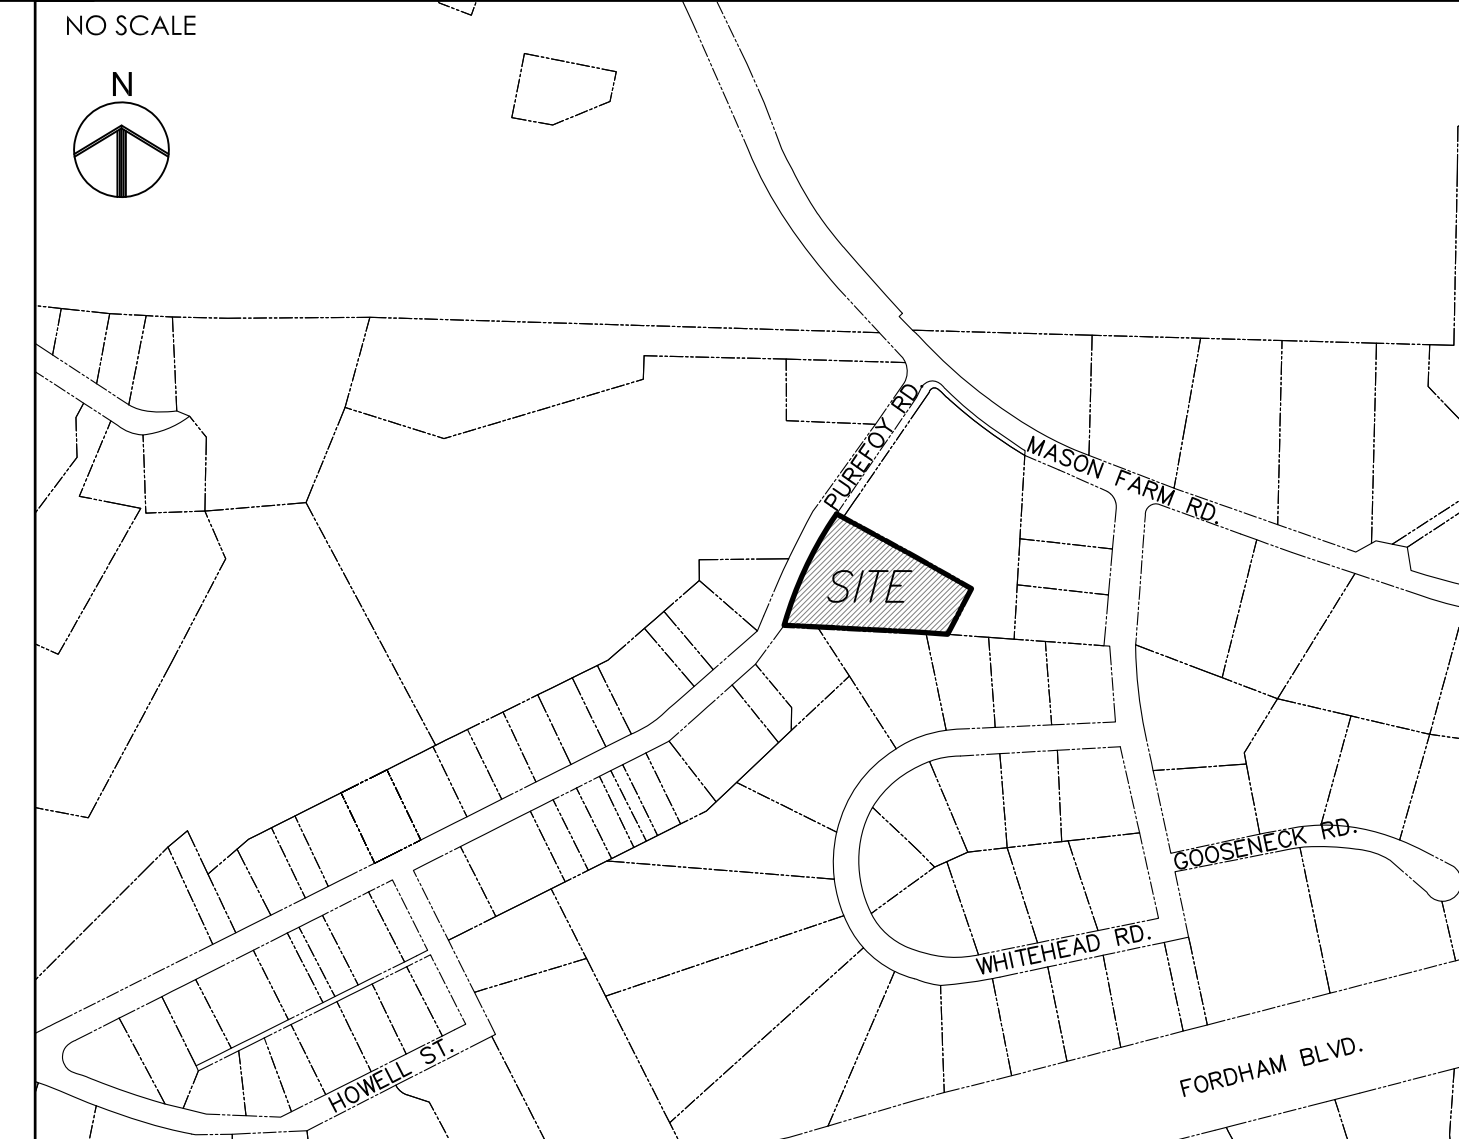 NO SCALE
N
PUREFOY RD.
MASON FARM RD.
SITE
GOOSENECK RD.
WHITEHEAD RD.
HOWELL ST.
FORDHAM BLVD.